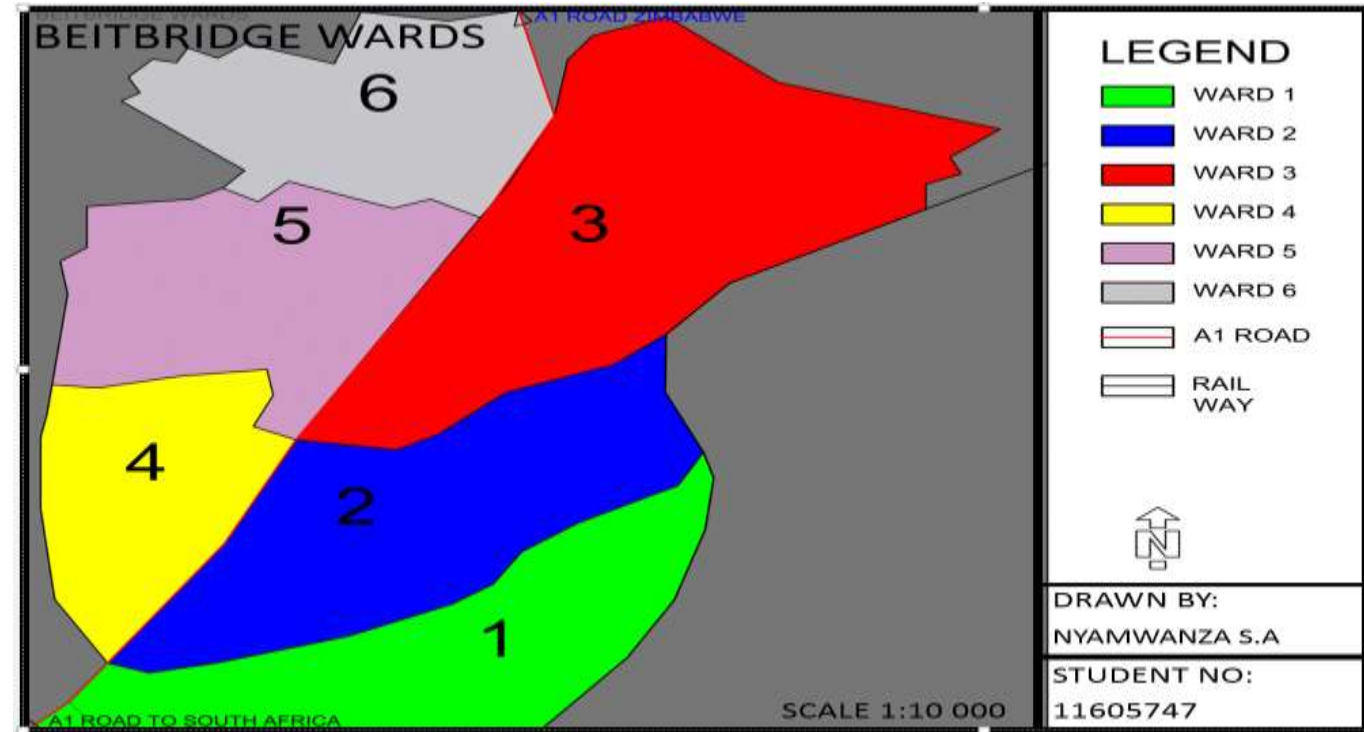 BEITBRIDGE WARDS
A1 ROAD ZIMBABWE
BEITBRIDGE WARDS
6
5
3
4
2
1
A1 ROAD TO SOUTH AFRICA
SCALE 1:10 000
LEGEND
WARD 1
WARD 2
WARD 3
WARD 4
WARD 5
WARD 6
A1 ROAD
RAIL
WAY
N
DRAWN BY:
NYAMWANZA S.A
STUDENT NO:
11605747